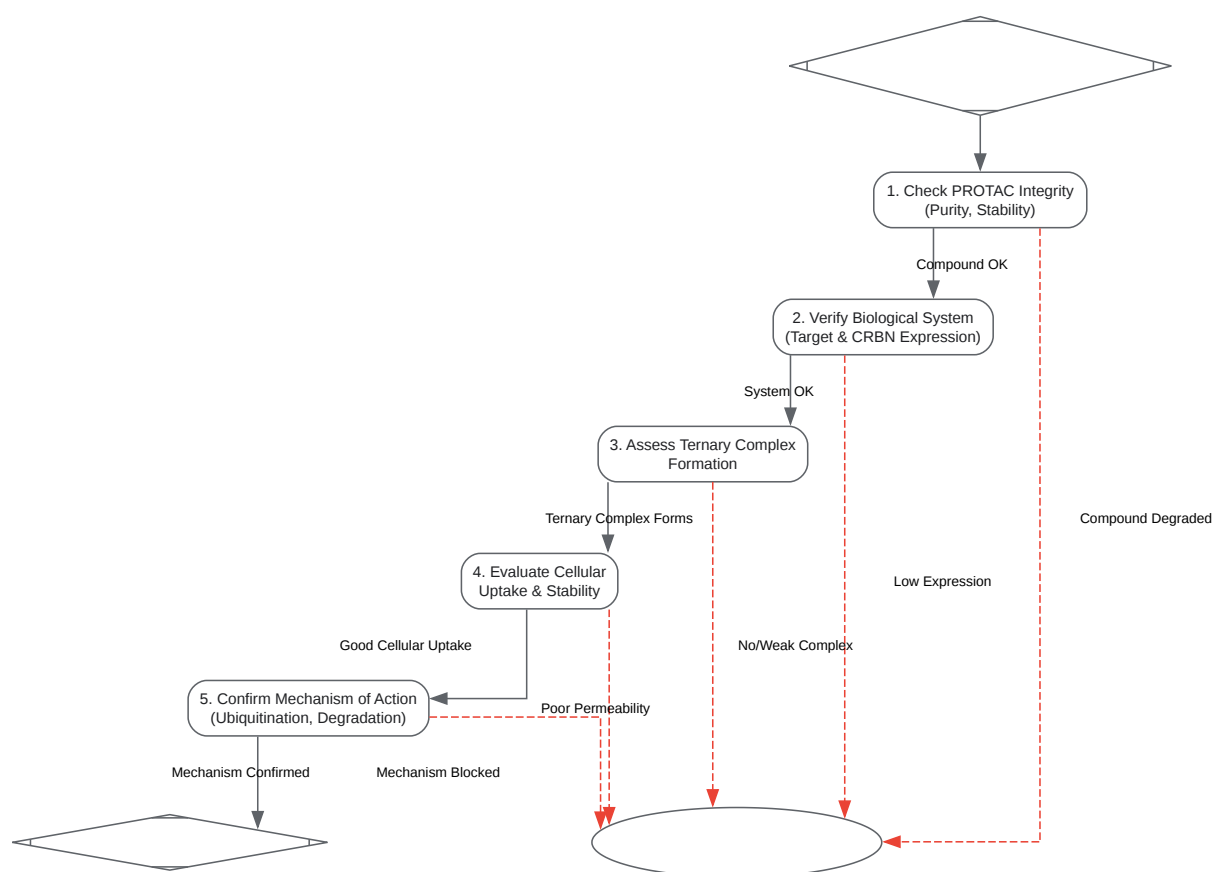 1. Check PROTAC Integrity
(Purity, Stability)
Compound OK
2. Verify Biological System
(Target & CRBN Expression)
System OK
3. Assess Ternary Complex
Formation
Ternary Complex Forms
Compound Degraded
4. Evaluate Cellular
Uptake & Stability
Low Expression
Good Cellular Uptake
No/Weak Complex
5. Confirm Mechanism of Action
(Ubiquitination, Degradation)
Poor Permeability
Mechanism Confirmed
Mechanism Blocked